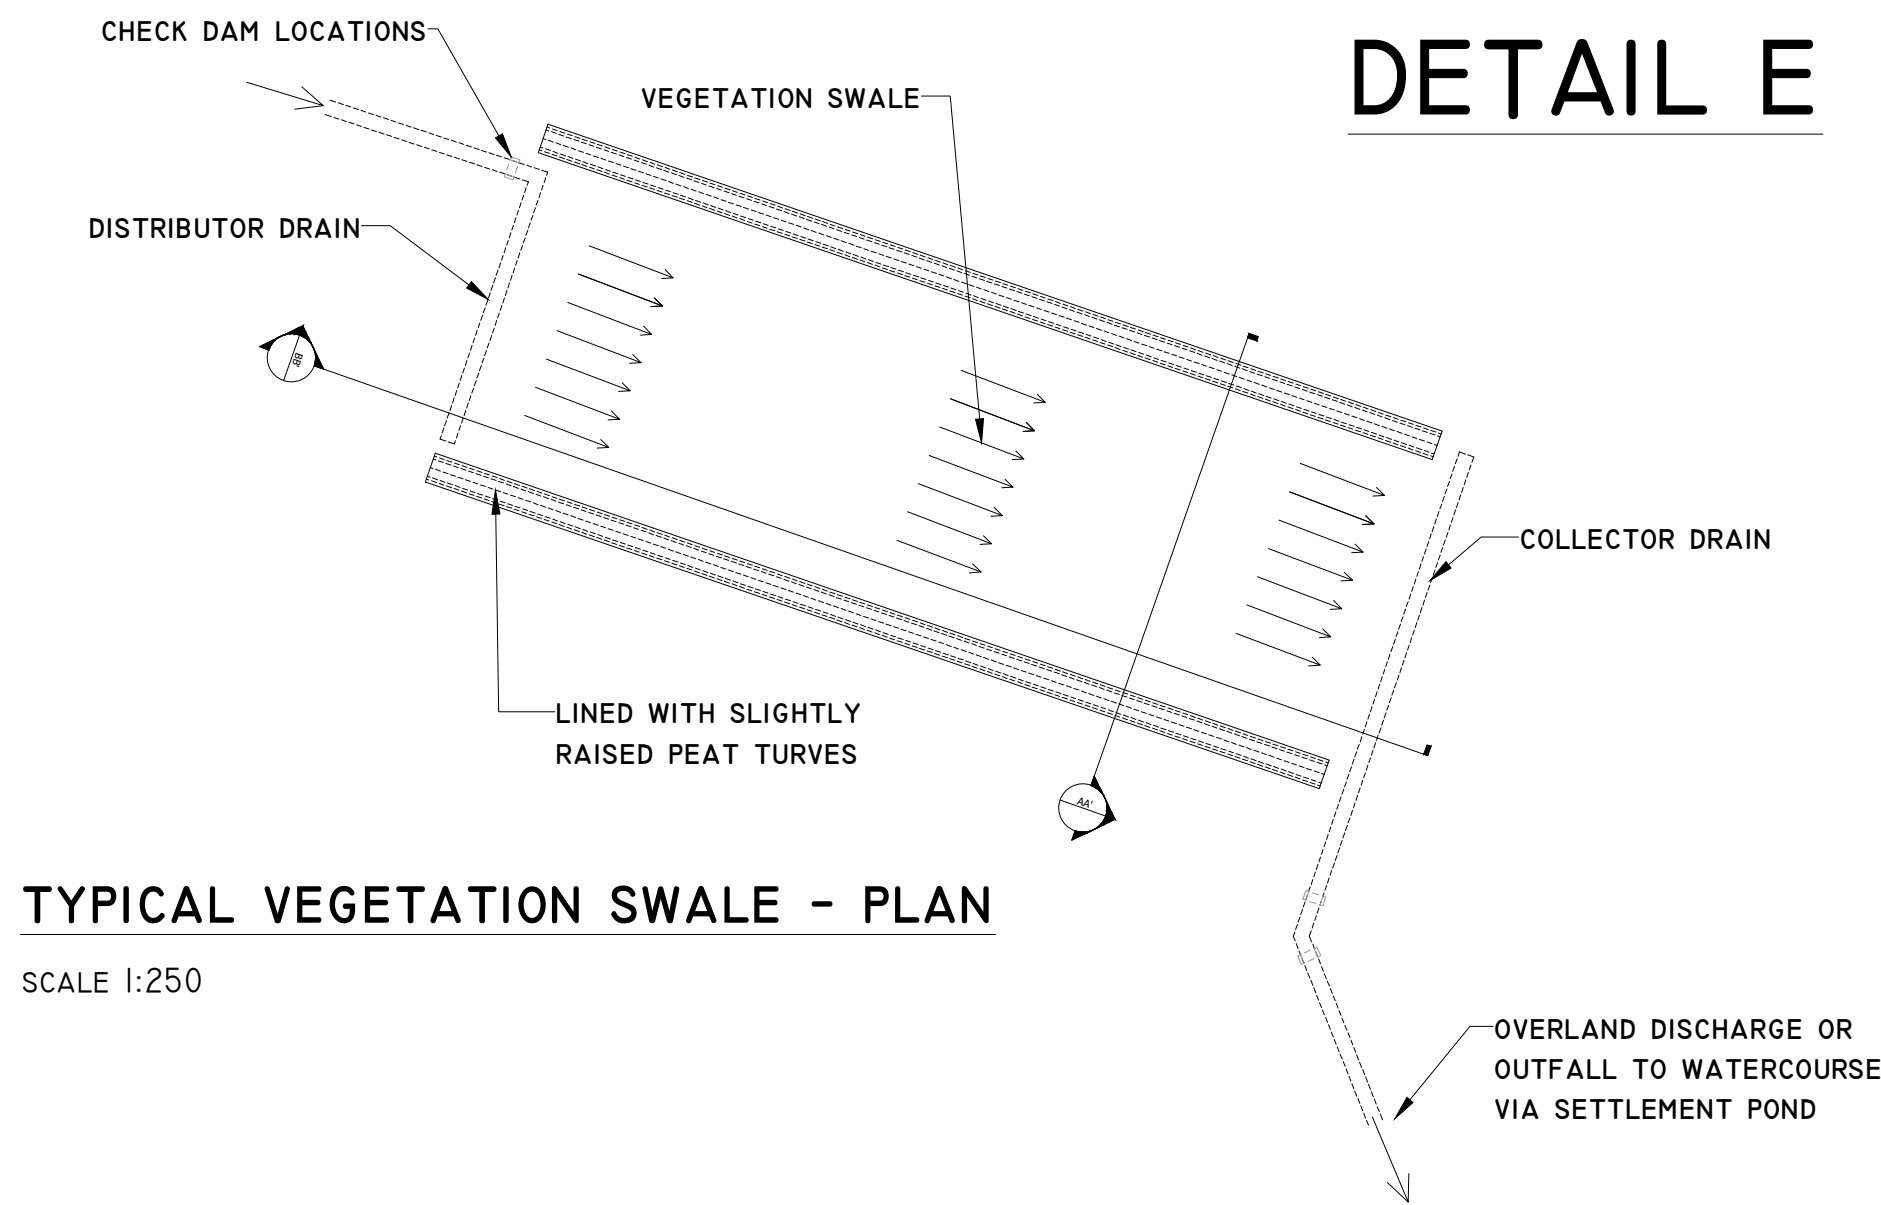 CHECK DAM LOCATIONS
DETAIL E
VEGETATION SWALE
DISTRIBUTOR DRAIN
BB'
COLLECTOR DRAIN
LINED WITH SLIGHTLY
RAISED PEAT TURVES
AA'
TYPICAL VEGETATION SWALE - PLAN
SCALE 1:250
OVERLAND DISCHARGE OR
OUTFALL TO WATERCOURSE
VIA SETTLEMENT POND